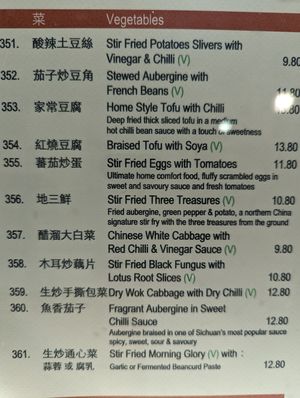 菜 Vegetables
351. 酸辣土豆絲 Stir Fried Potatoes Slivers with
Vinegar & Chilli (V) 9.80
352. 茄子炒豆角 Stewed Aubergine with
French Beans (V) 11.80
353. 家常豆腐 Home Style Tofu with Chilli
Deep fried thick sliced tofu in a medium
hot chilli bean sauce with a touch of sweetness
354. 紅燒豆腐 Braised Tofu with Soya (V) 13.80
355. 蕃茄炒蛋 Stir Fried Eggs with Tomatoes 11.80
Ultimate home comfort food, fluffy scrambled eggs in
sweet and savoury sauce and fresh tomatoes
356. 地三鮮 Stir Fried Three Treasures (V) 10.80
Fried aubergine, green pepper & potato, a northern China
signature stir fry with the three treasures from the ground
357. 醋溜大白菜 Chinese White Cabbage with
Red Chilli & Vinegar Sauce (V) 9.80
358. 木耳炒藕片 Stir Fried Black Fungus with
Lotus Root Slices (V) 10.80
359. 生炒手撕包菜 Dry Wok Cabbage with Dry Chilli (V) 12.80
360. 魚香茄子 Fragrant Aubergine in Sweet
Chilli Sauce 12.80
Aubergine braised in one of Sichuan's most popular sauce
spicy, sweet, sour & savoury
361. 生炒通心菜 Stir Fried Morning Glory (V) with :
蒜蓉 或 腐乳 Garlic or Fermented Beancurd Paste 12.80